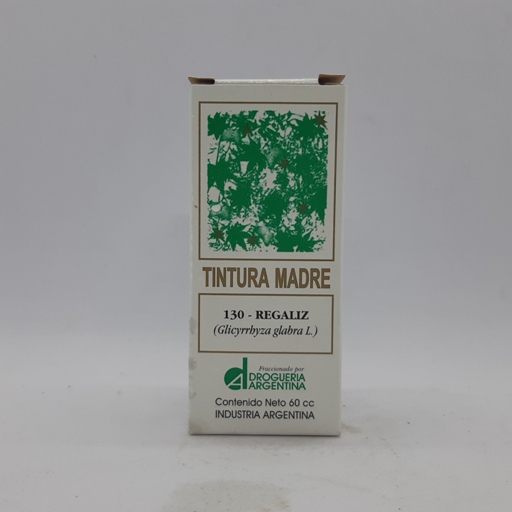 TINTURA MADRE
130 - REGALIZ
(Glicyrrhyza glabra L.)
Fraccionado por
DROGUERIA
ARGENTINA
Contenido Neto 60 cc
INDUSTRIA ARGENTINA